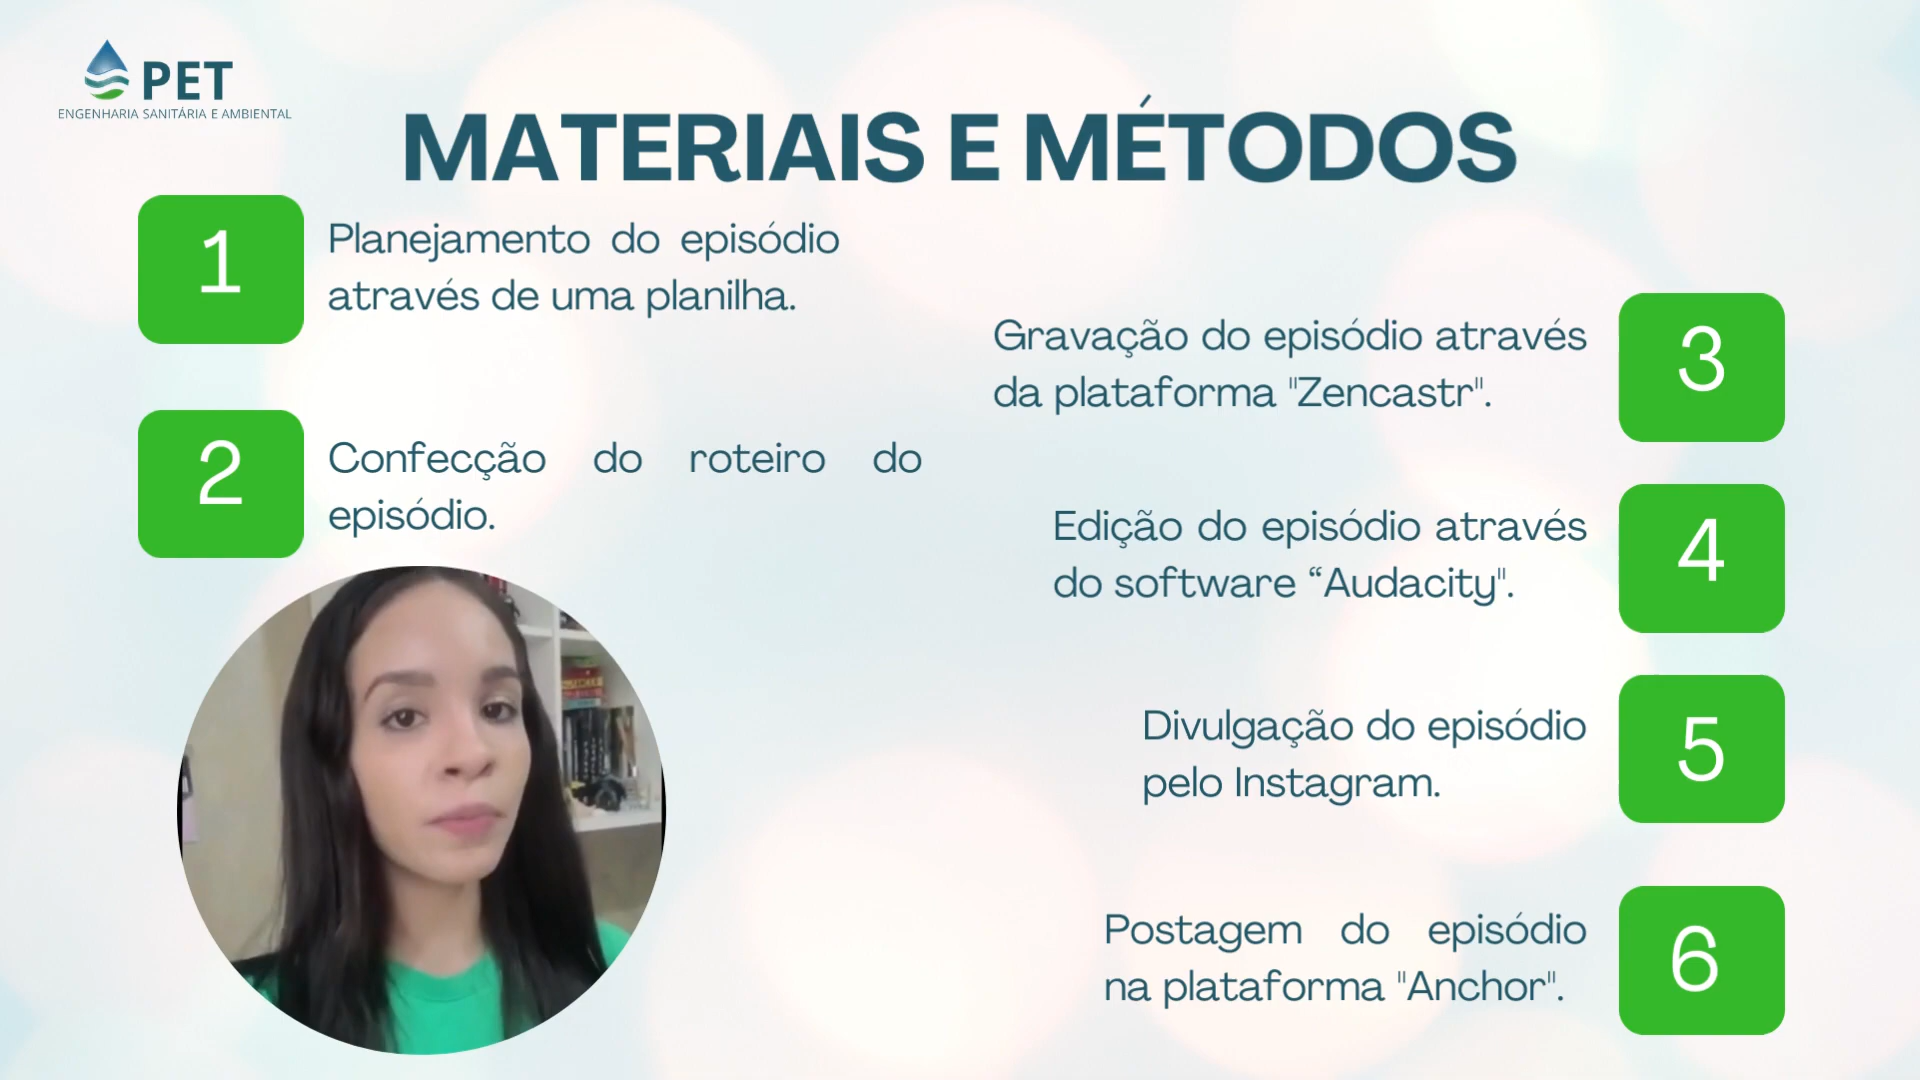 PET
ENGENHARIA SANITÁRIA E AMBIENTAL
MATERIAIS E MÉTODOS
1
Planejamento do episódio
através de uma planilha.
2
Confecção do roteiro do
episódio.
3
Gravação do episódio através
da plataforma "Zencastr".
4
Edição do episódio através
do software “Audacity".
5
Divulgação do episódio
pelo Instagram.
6
Postagem do episódio
na plataforma "Anchor".